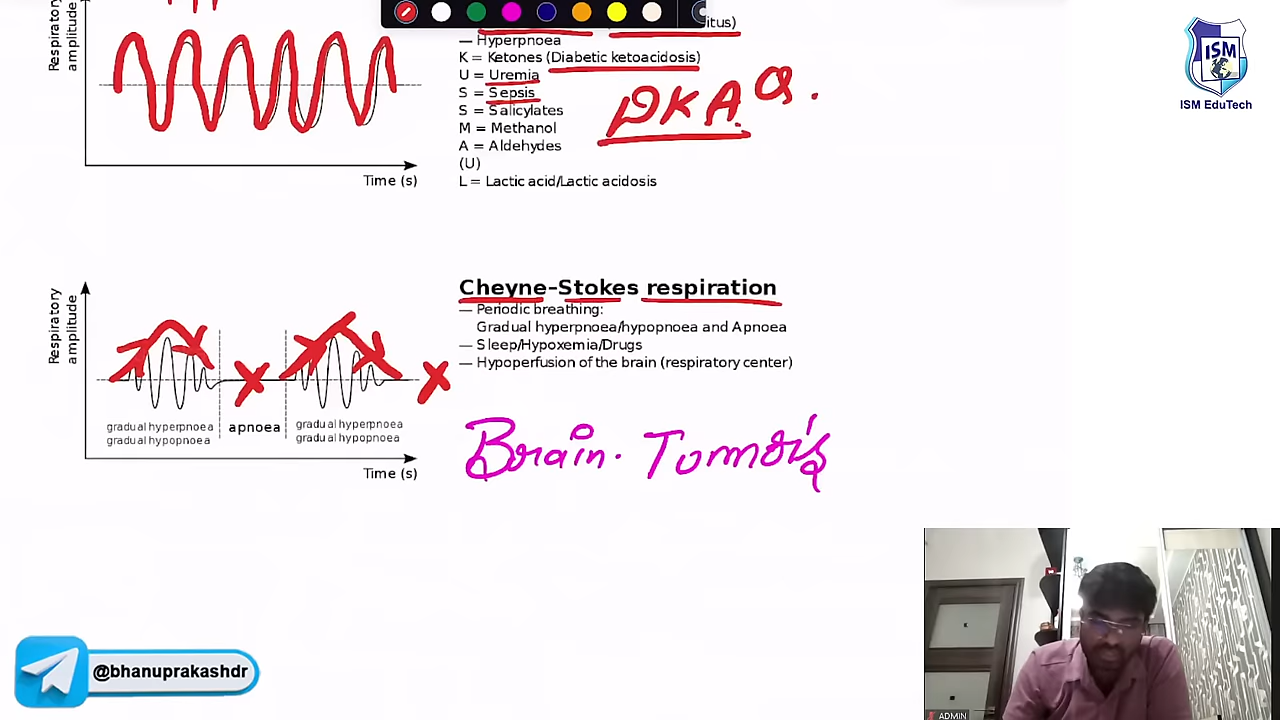 Respiratory
amplitude
Time (s)
itus)
— Hyperpnoea
K = Ketones (Diabetic ketoacidosis)
U = Uremia
S = Sepsis
S = Salicylates
M = Methanol
A = Aldehydes
(U)
L = Lactic acid/Lactic acidosis
DKA
ISM
ISM EduTech
Respiratory
amplitude
gradual hyperpnoea
gradual hypopnoea
apnoea
gradual hyperpnoea
gradual hypopnoea
Time (s)
Cheyne–Stokes respiration
— Periodic breathing:
Gradual hyperpnoea/hypopnoea and Apnoea
— Sleep/Hypoxemia/Drugs
— Hypoperfusion of the brain (respiratory center)
Brain.
@bhanuprakashdr
ADMIN